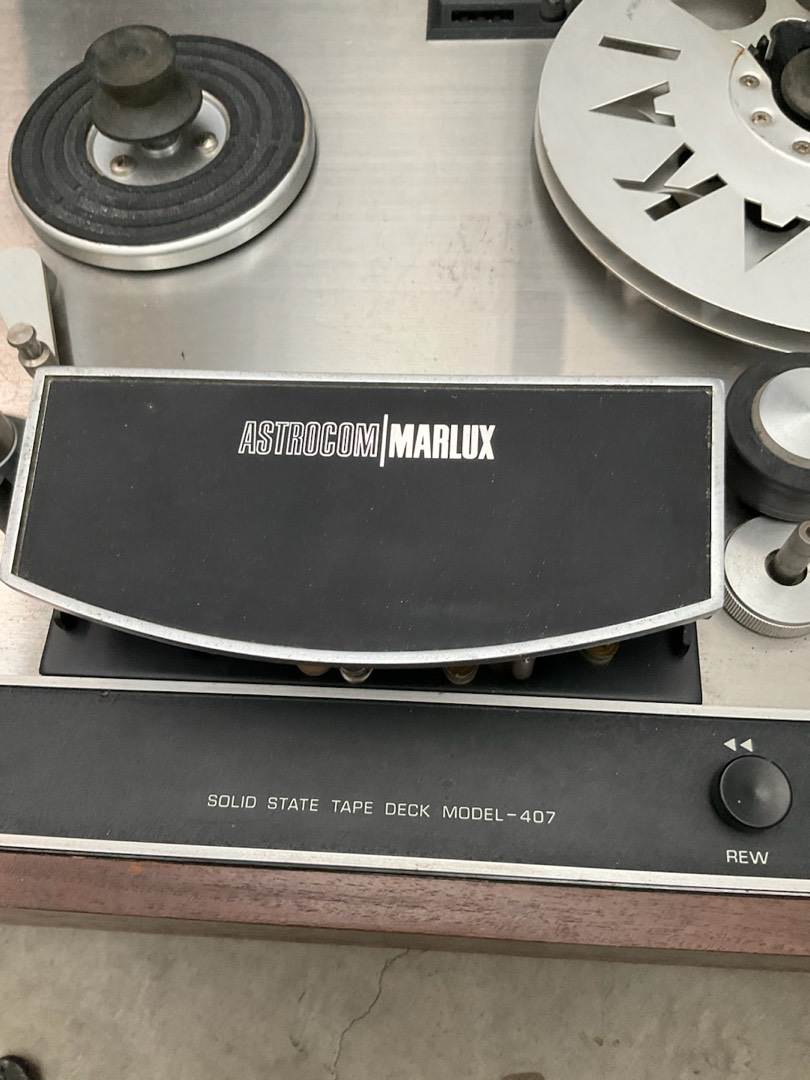 ASTROCOM|MARLUX
SOLID STATE TAPE DECK MODEL-407
REW